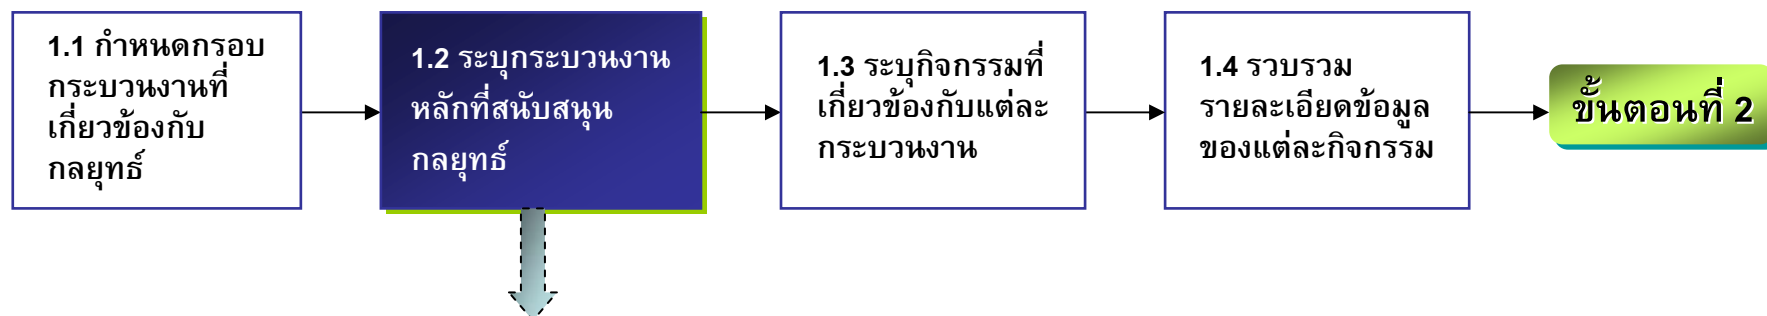 1.1 กำหนดกรอบ
กระบวนงานที่
เกี่ยวข้องกับ
กลยุทธ์
1.2 ระบุกระบวนงาน
หลักที่สนับสนุน
กลยุทธ์
1.3 ระบุกิจกรรมที่
เกี่ยวข้องกับแต่ละ
กระบวนงาน
1.4 รวบรวม
รายละเอียดข้อมูล
ของแต่ละกิจกรรม
ขั้นตอนที่ 2